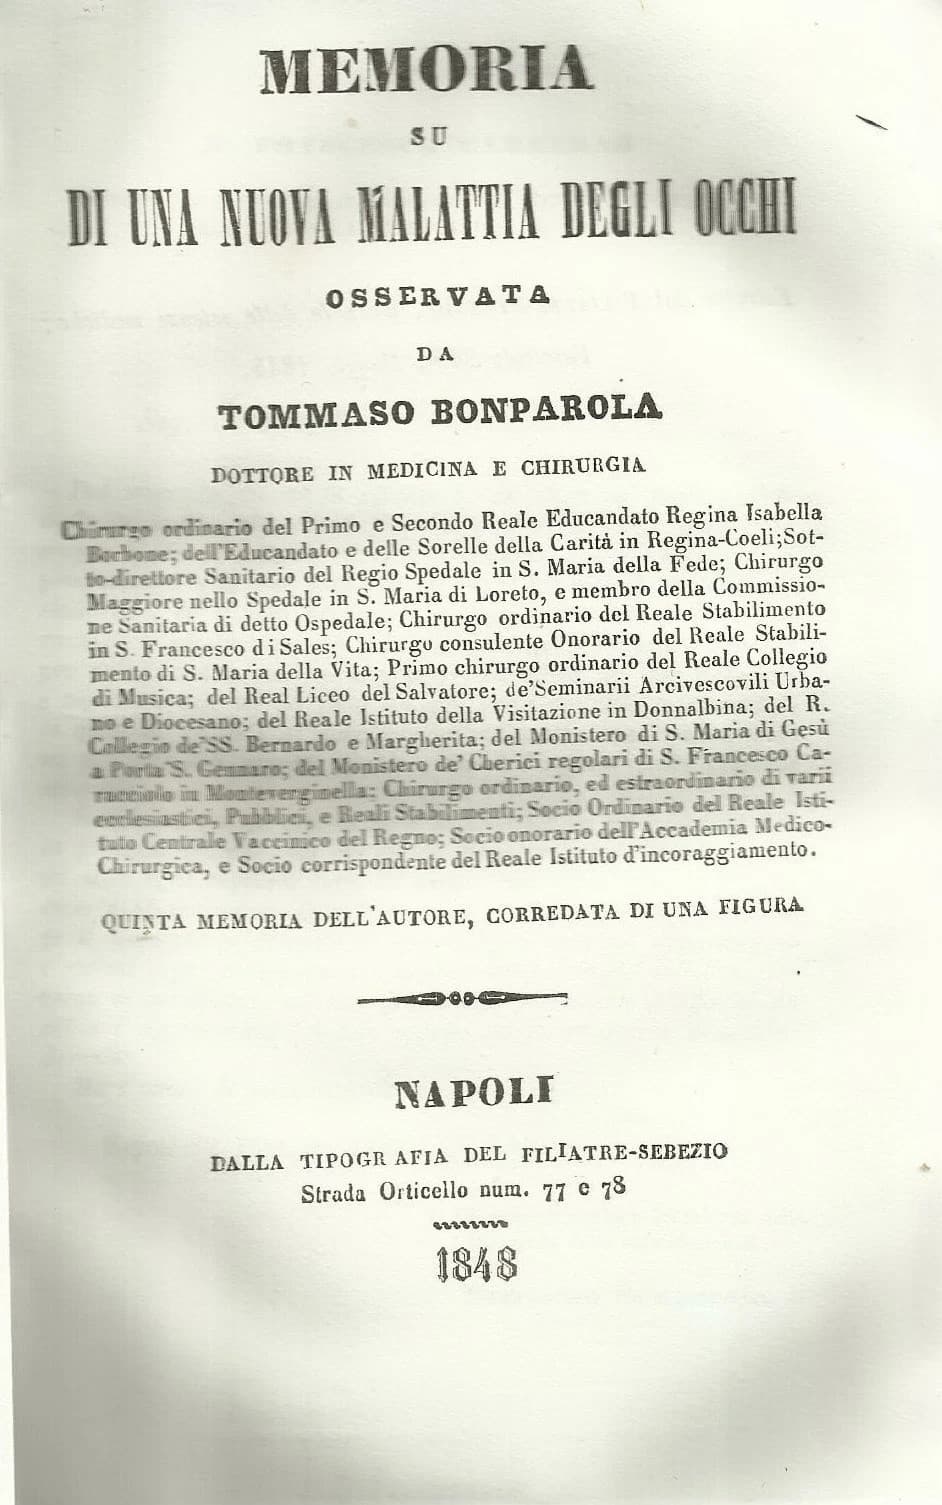 MEMORIA
SU
DI UNA NUOVA MALATTIA DEGLI OCCHI
OSSERVATA
DA
TOMMASO BONPAROLA
DOTTORE IN MEDICINA E CHIRURGIA
Chirurgo ordinario del Primo e Secondo Reale Educandato Regina Isabella
Borbone; dell'Educandato e delle Sorelle della Carità in Regina-Coeli; Sot-
to-direttore Sanitario del Regio Spedale in S. Maria della Fede; Chirurgo
Maggiore nello Spedale in S. Maria di Loreto, e membro della Commissio-
ne Sanitaria di detto Ospedale; Chirurgo ordinario del Reale Stabilimento
in S. Francesco di Sales; Chirurgo consulente Onorario del Reale Stabili-
mento di S. Maria della Vita; Primo chirurgo ordinario del Reale Collegio
di Musica; del Real Liceo del Salvatore; de'Seminarii Arcivescovili Urba-
no e Diocesano; del Reale Istituto della Visitazione in Donnalbina; del R.
Collegio de'SS. Bernardo e Margherita; del Monistero di S. Maria di Gesù
a Porta S. Gennaro; del Monistero de' Cherici regolari di S. Francesco Ca-
racciolo in Monteverginella; Chirurgo ordinario, ed estraordinario di varii
ecclesiastici, Pubblici, e Reali Stabilimenti; Socio Ordinario del Reale Isti-
tuto Centrale Vaccinico del Regno; Socio onorario dell'Accademia Medico-
Chirurgica, e Socio corrispondente del Reale Istituto d'incoraggiamento.
QUINTA MEMORIA DELL'AUTORE, CORREDATA DI UNA FIGURA
NAPOLI
DALLA TIPOGRAFIA DEL FILIATRE-SEBEZIO
Strada Orticello num. 77 e 78
1848